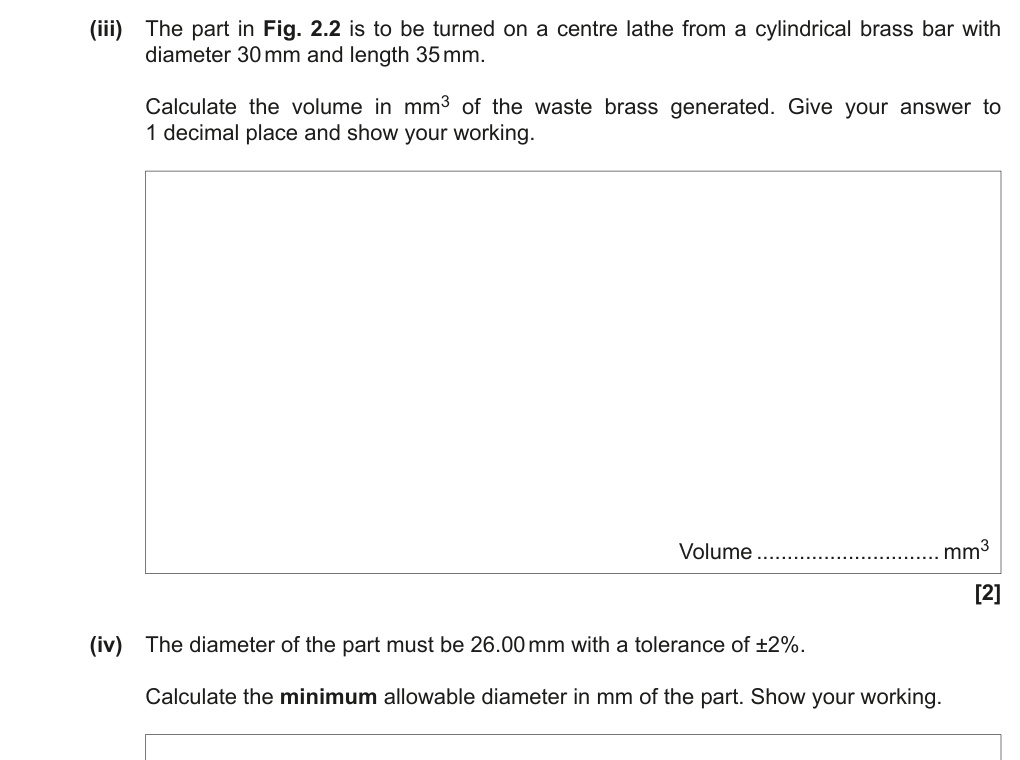 (iii) The part in Fig. 2.2 is to be turned on a centre lathe from a cylindrical brass bar with
diameter 30 mm and length 35 mm.
Calculate the volume in mm³ of the waste brass generated. Give your answer to
1 decimal place and show your working.
Volume .............................. mm³
[2]
(iv) The diameter of the part must be 26.00 mm with a tolerance of ±2%.
Calculate the minimum allowable diameter in mm of the part. Show your working.